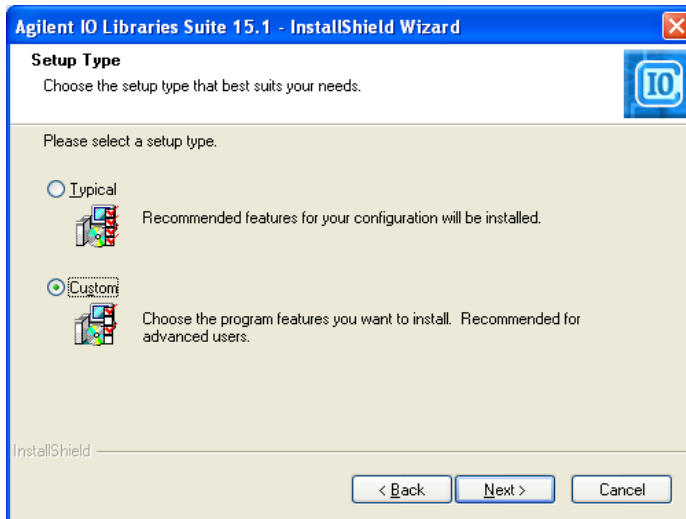 Agilent IO Libraries Suite 15.1 - InstallShield Wizard
Setup Type
Choose the setup type that best suits your needs.
IO
Please select a setup type.
Typical
Recommended features for your configuration will be installed.
Custom
Choose the program features you want to install. Recommended for
advanced users.
InstallShield
< Back
Next >
Cancel